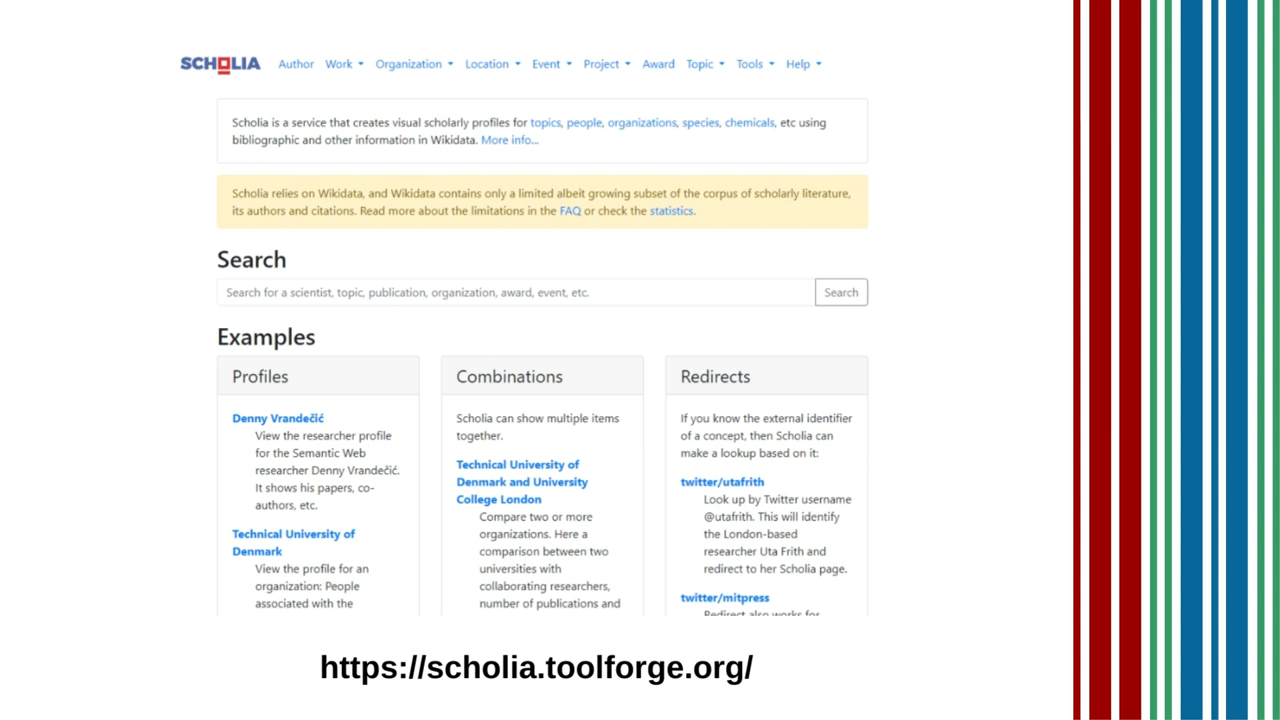 SCHOLIA Author Work Organization Location Event Project Award Topic Tools Help
Scholia is a service that creates visual scholarly profiles for topics, people, organizations, species, chemicals, etc using
bibliographic and other information in Wikidata. More info...
Scholia relies on Wikidata, and Wikidata contains only a limited albeit growing subset of the corpus of scholarly literature,
its authors and citations. Read more about the limitations in the FAQ or check the statistics.
Search
Search for a scientist, topic, publication, organization, award, event, etc.
Search
Examples
Profiles
Denny Vrandečić
View the researcher profile
for the Semantic Web
researcher Denny Vrandečić.
It shows his papers, co-
authors, etc.
Technical University of
Denmark
View the profile for an
organization: People
associated with the
Combinations
Scholia can show multiple items
together.
Technical University of
Denmark and University
College London
Compare two or more
organizations. Here a
comparison between two
universities with
collaborating researchers,
number of publications and
Redirects
If you know the external identifier
of a concept, then Scholia can
make a lookup based on it:
twitter/utafrith
Look up by Twitter username
@utafrith. This will identify
the London-based
researcher Uta Frith and
redirect to her Scholia page.
twitter/mitpress
Redirect also works for
https://scholia.toolforge.org/